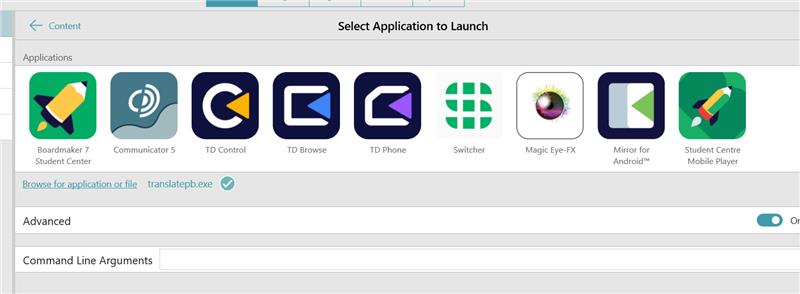 Content
Select Application to Launch
Applications
Boardmaker 7
Student Center
Communicator 5
TD Control
TD Browse
TD Phone
Switcher
Magic Eye-FX
Mirror for
Android™
Student Centre
Mobile Player
Browse for application or file translatepb.exe
Advanced
Command Line Arguments